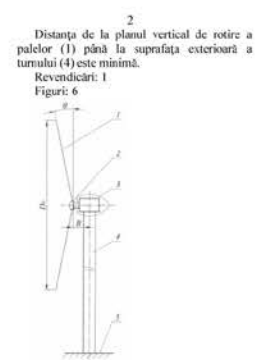 2
Distanța de la planul vertical de rotire a
palelor (1) până la suprafața exterioară a
turnului (4) este minimă.
Revendicări: 1
Figuri: 6
1
2
3
4
5